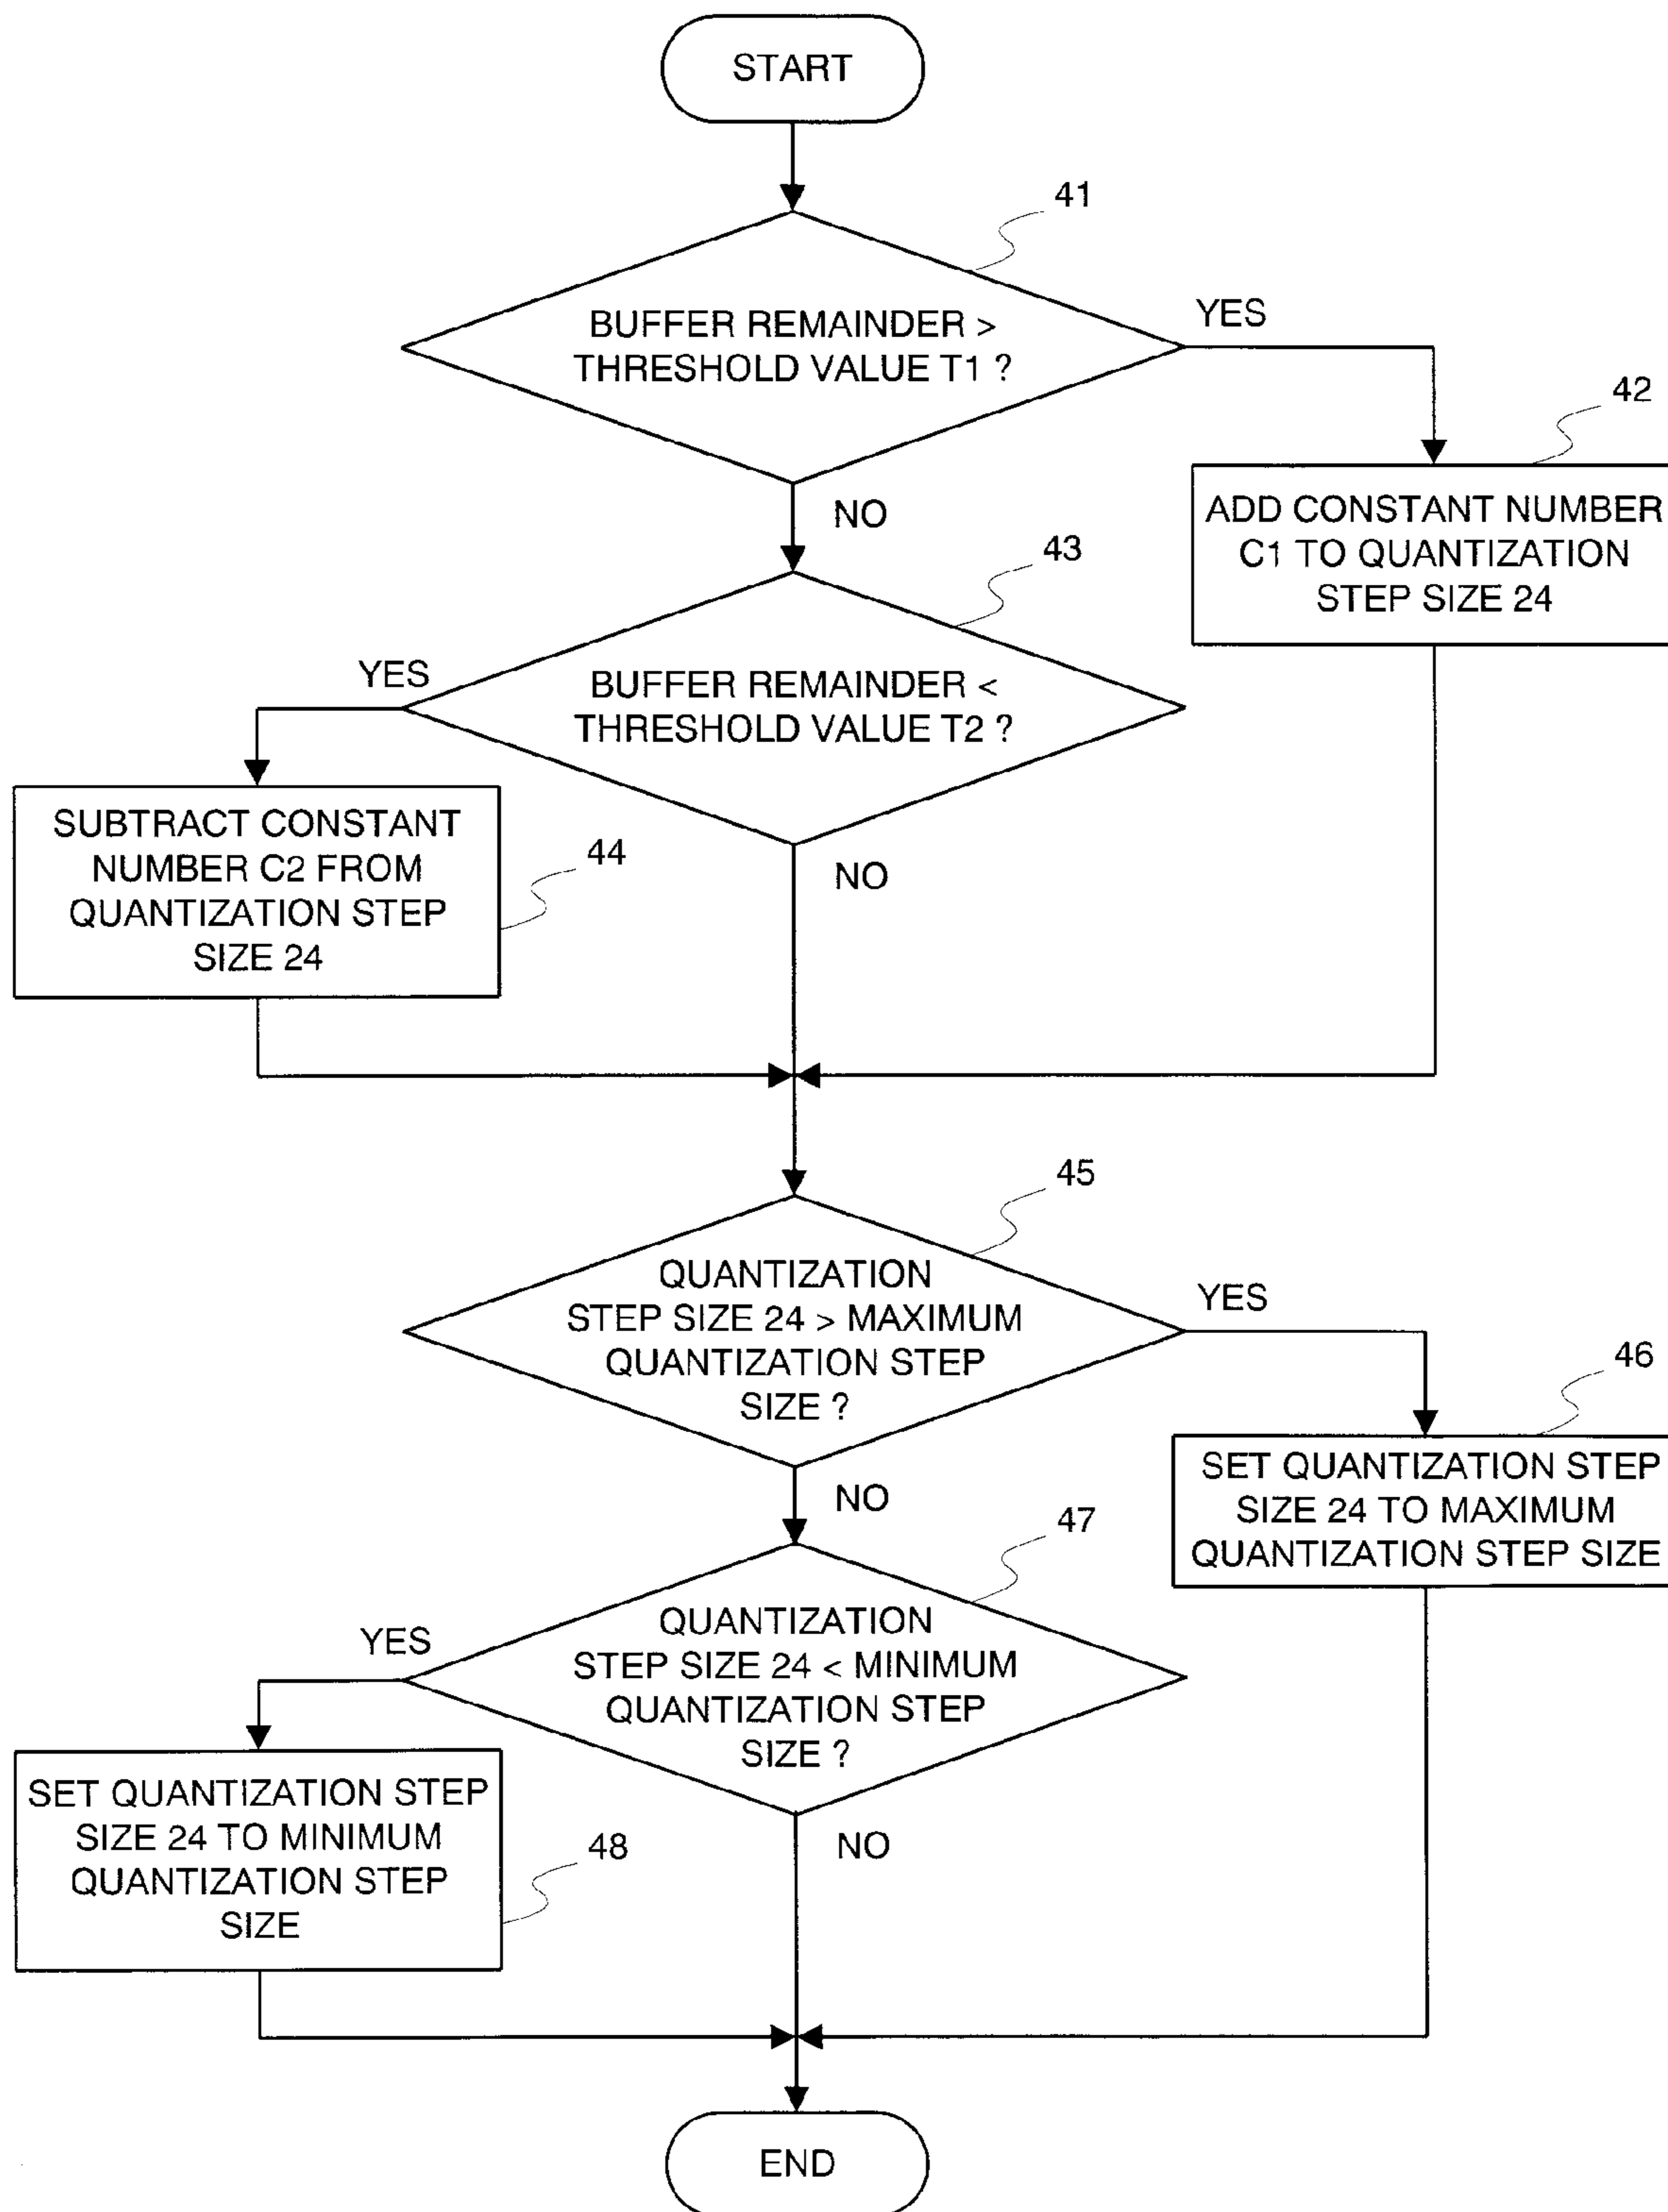 START
41
BUFFER REMAINDER >
THRESHOLD VALUE T1 ?
YES
42
ADD CONSTANT NUMBER
C1 TO QUANTIZATION
STEP SIZE 24
NO
43
BUFFER REMAINDER <
THRESHOLD VALUE T2 ?
YES
SUBTRACT CONSTANT
NUMBER C2 FROM
QUANTIZATION STEP
SIZE 24
44
NO
45
QUANTIZATION
STEP SIZE 24 > MAXIMUM
QUANTIZATION STEP
SIZE ?
YES
46
SET QUANTIZATION STEP
SIZE 24 TO MAXIMUM
QUANTIZATION STEP SIZE
NO
47
QUANTIZATION
STEP SIZE 24 < MINIMUM
QUANTIZATION STEP
SIZE ?
YES
SET QUANTIZATION STEP
SIZE 24 TO MINIMUM
QUANTIZATION STEP
SIZE
48
NO
END